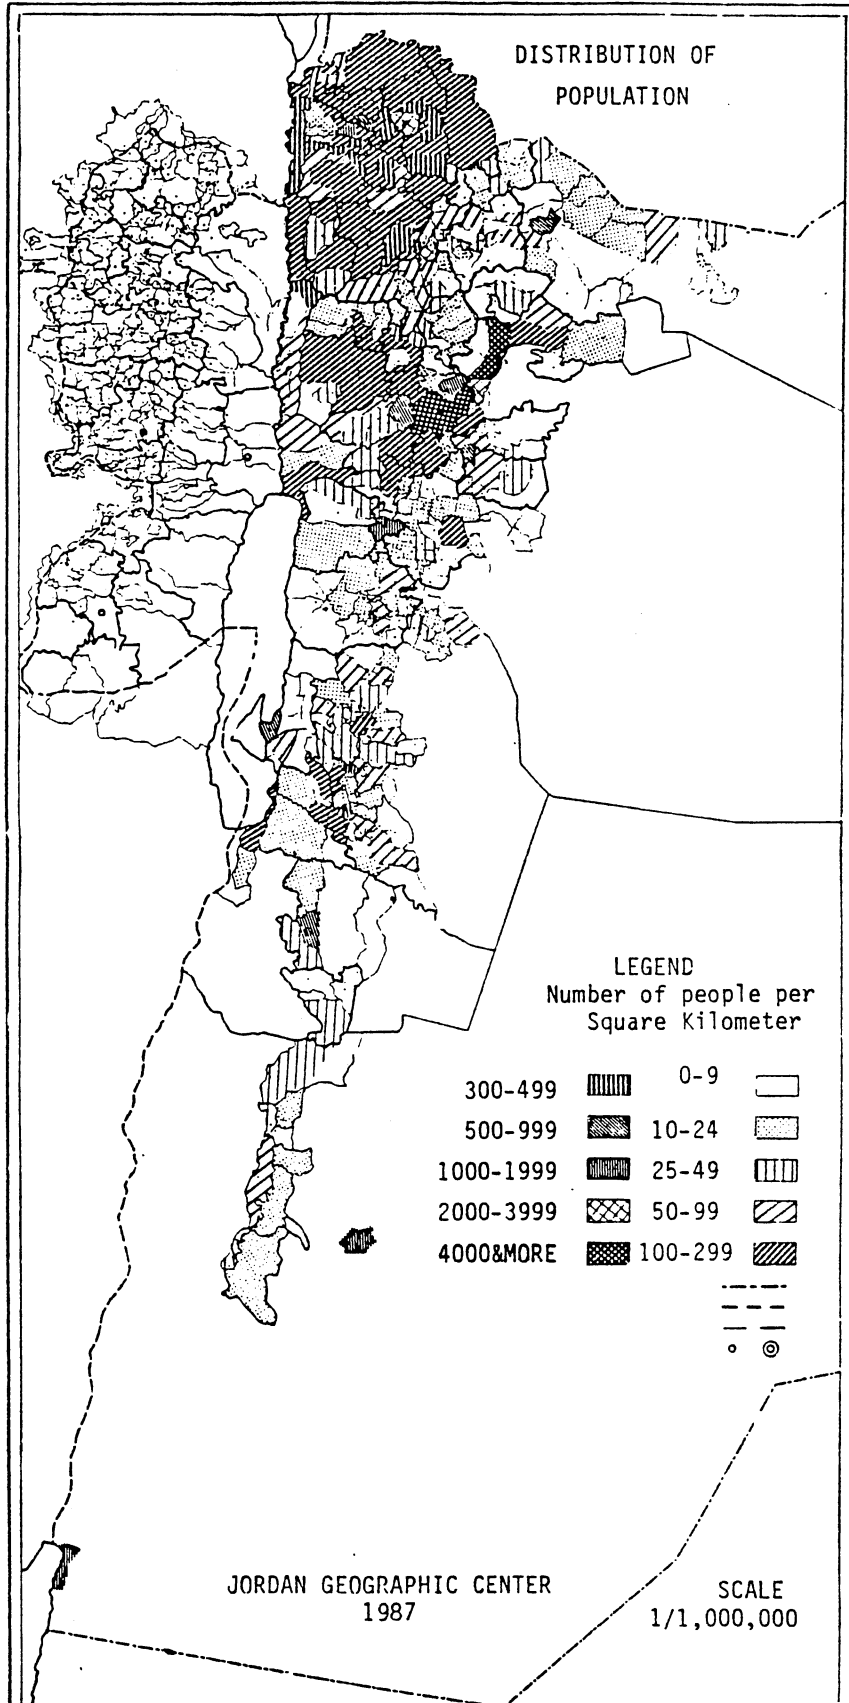 DISTRIBUTION OF
POPULATION
LEGEND
Number of people per
Square Kilometer
300-499 0-9
500-999 10-24
1000-1999 25-49
2000-3999 50-99
4000&MORE 100-299
JORDAN GEOGRAPHIC CENTER
1987
SCALE
1/1,000,000